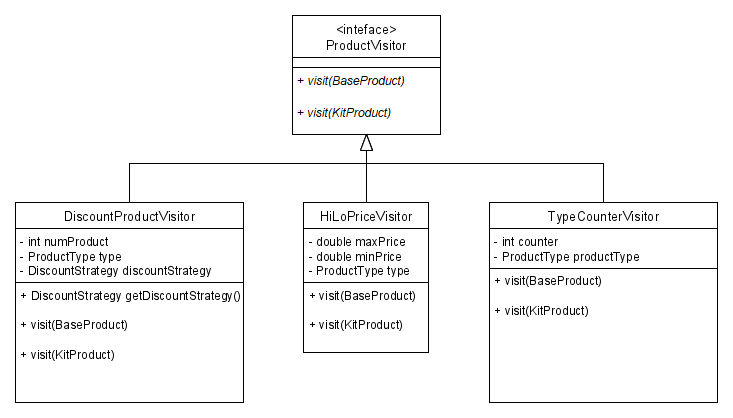 <inteface>
ProductVisitor
+ visit(BaseProduct)
+ visit(KitProduct)
DiscountProductVisitor
- int numProduct
- ProductType type
- DiscountStrategy discountStrategy
+ DiscountStrategy getDiscountStrategy()
+ visit(BaseProduct)
+ visit(KitProduct)
HiLoPriceVisitor
- double maxPrice
- double minPrice
- ProductType type
+ visit(BaseProduct)
+ visit(KitProduct)
TypeCounterVisitor
- int counter
- ProductType productType
+ visit(BaseProduct)
+ visit(KitProduct)